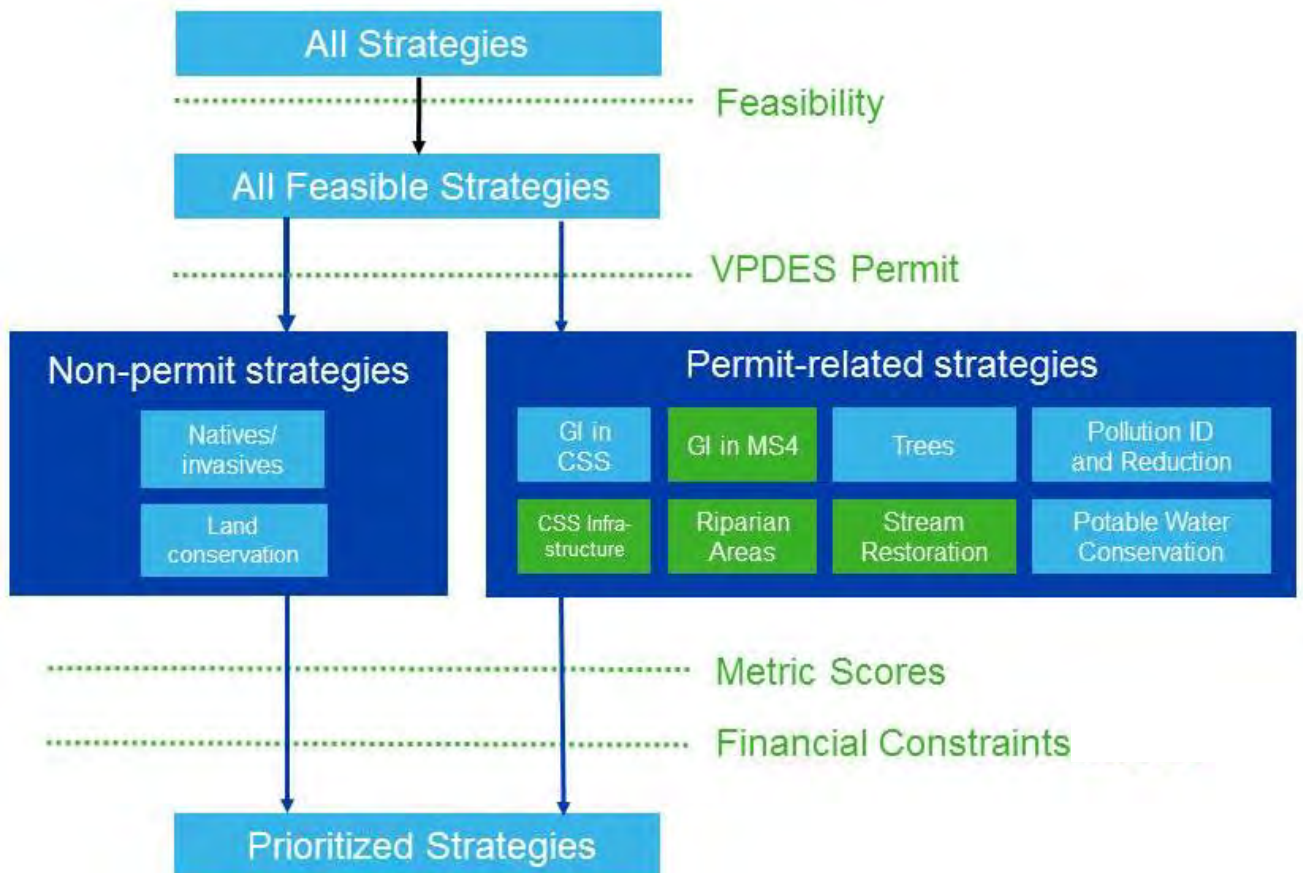 All Strategies
Feasibility
All Feasible Strategies
VPDES Permit
Non-permit strategies
Natives/
invasives
Land
conservation
Permit-related strategies
GI in
CSS
GI in MS4
Trees
Pollution ID
and Reduction
CSS Infra-
structure
Riparian
Areas
Stream
Restoration
Potable Water
Conservation
Metric Scores
Financial Constraints
Prioritized Strategies